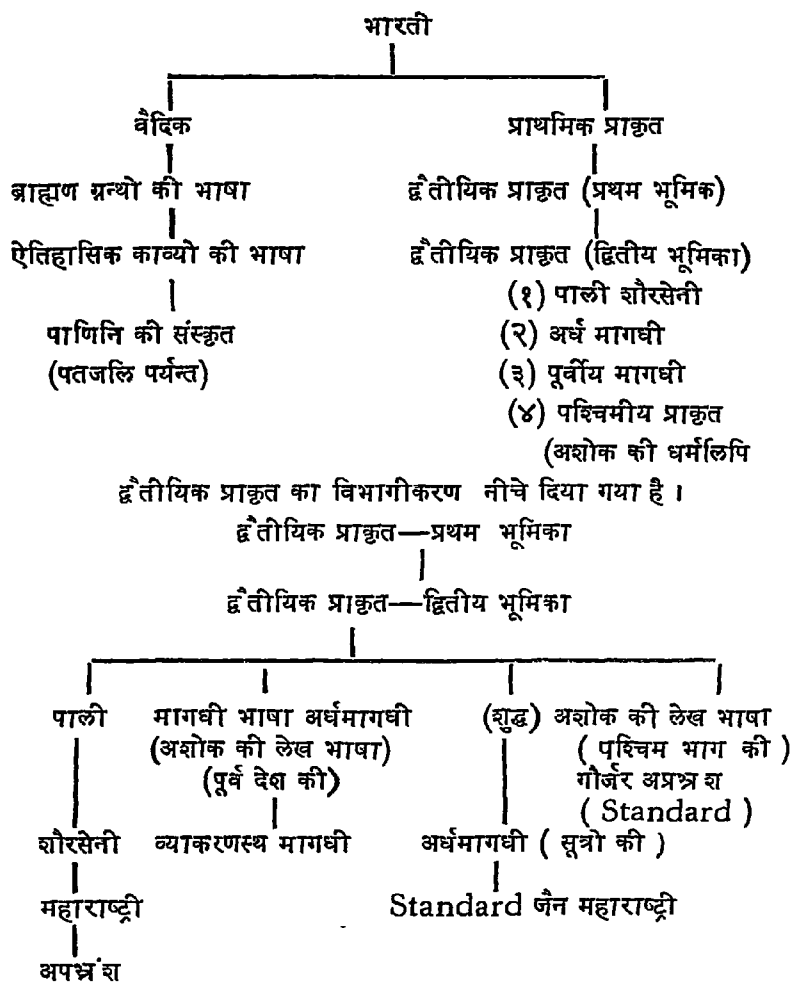 भारती
वैदिक प्राथमिक प्राकृत
ब्राह्मण ग्रन्थो की भाषा द्वैतीयिक प्राकृत (प्रथम भूमिक)
ऐतिहासिक काव्यो की भाषा द्वैतीयिक प्राकृत (द्वितीय भूमिका)
(१) पाली शौरसेनी
पाणिनि की संस्कृत (२) अर्ध मागधी
(पतजलि पर्यन्त) (३) पूर्वीय मागधी
(४) पश्चिमीय प्राकृत
(अशोक की धर्मलिपि
द्वैतीयिक प्राकृत का विभागीकरण नीचे दिया गया है ।
द्वैतीयिक प्राकृत—प्रथम भूमिका
द्वैतीयिक प्राकृत—द्वितीय भूमिका
पाली मागधी भाषा अर्धमागधी (शुद्ध) अशोक की लेख भाषा
(अशोक की लेख भाषा) ( पश्चिम भाग की )
(पूर्व देश की) गौर्जर अप्रभ्र श
( Standard )
शौरसेनी व्याकरणस्थ मागधी अर्धमागधी ( सूत्रो की )
महाराष्ट्री Standard जैन महाराष्ट्री
अपभ्रंश